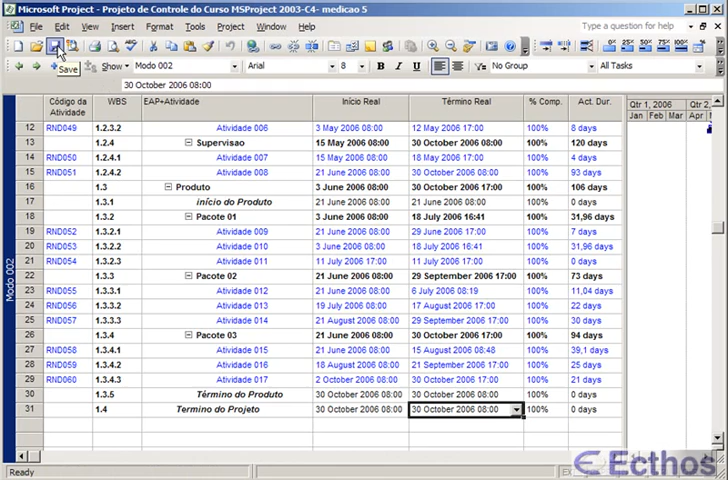 Microsoft Project - Projeto de Controle do Curso MSProject 2003-C4- medicao 5
File Edit View Insert Format Tools Project Window Help Type a question for help
Show Modo 002 Arial 8 B I U No Group All Tasks
Save
30 October 2006 08:00
Código da Atividade WBS EAP+Atividade Início Real Término Real % Comp. Act. Dur. Qtr 1, 2006 Qtr 2,
Jan Feb Mar Apr
12 RND049 1.2.3.2 Atividade 006 3 May 2006 08:00 12 May 2006 17:00 100% 8 days
13 1.2.4 Supervisao 15 May 2006 08:00 30 October 2006 08:00 100% 120 days
14 RND050 1.2.4.1 Atividade 007 15 May 2006 08:00 18 May 2006 17:00 100% 4 days
15 RND051 1.2.4.2 Atividade 008 21 June 2006 08:00 30 October 2006 08:00 100% 93 days
16 1.3 Produto 3 June 2006 08:00 30 October 2006 17:00 100% 106 days
17 1.3.1 início do Produto 21 June 2006 08:00 21 June 2006 08:00 100% 0 days
18 1.3.2 Pacote 01 3 June 2006 08:00 18 July 2006 16:41 100% 31,96 days
19 RND052 1.3.2.1 Atividade 009 21 June 2006 08:00 29 June 2006 17:00 100% 7 days
20 RND053 1.3.2.2 Atividade 010 3 June 2006 08:00 18 July 2006 16:41 100% 31,96 days
21 RND054 1.3.2.3 Atividade 011 11 July 2006 17:00 11 July 2006 17:00 100% 0 days
22 1.3.3 Pacote 02 21 June 2006 08:00 29 September 2006 17:00 100% 73 days
23 RND055 1.3.3.1 Atividade 012 21 June 2006 08:00 6 July 2006 08:19 100% 11,04 days
24 RND056 1.3.3.2 Atividade 013 19 July 2006 08:00 17 August 2006 17:00 100% 22 days
25 RND057 1.3.3.3 Atividade 014 21 August 2006 08:00 29 September 2006 17:00 100% 30 days
26 1.3.4 Pacote 03 21 June 2006 08:00 30 October 2006 17:00 100% 94 days
27 RND058 1.3.4.1 Atividade 015 21 June 2006 08:00 15 August 2006 08:48 100% 39,1 days
28 RND059 1.3.4.2 Atividade 016 18 August 2006 08:00 21 September 2006 17:00 100% 25 days
29 RND060 1.3.4.3 Atividade 017 2 October 2006 08:00 30 October 2006 17:00 100% 21 days
30 1.3.5 Término do Produto 30 October 2006 08:00 30 October 2006 08:00 100% 0 days
31 1.4 Termino do Projeto 30 October 2006 08:00 30 October 2006 08:00 100% 0 days
Modo 002
Ready
Ecthos